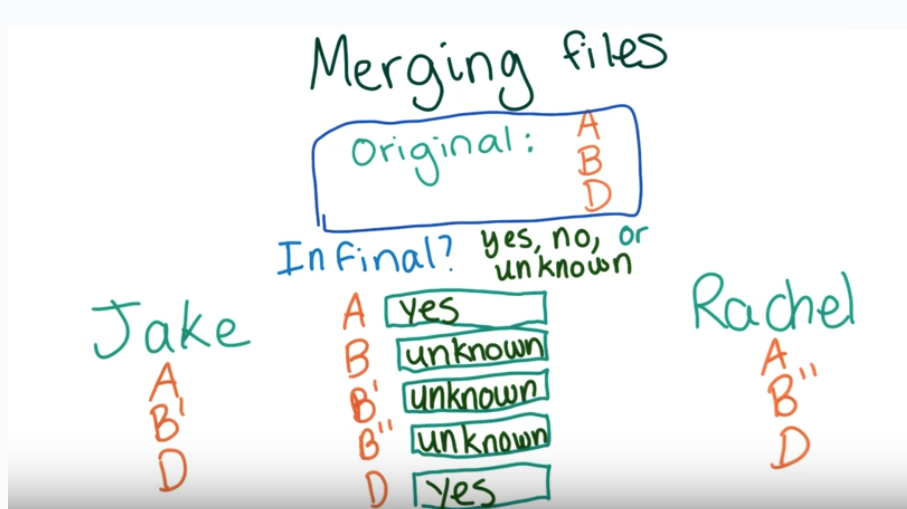 Merging files
Original: A
B
D
In final? yes, no, or
unknown
Jake
A
B'
D
A yes
B unknown
B' unknown
B" unknown
D yes
Rachel
A
B"
D